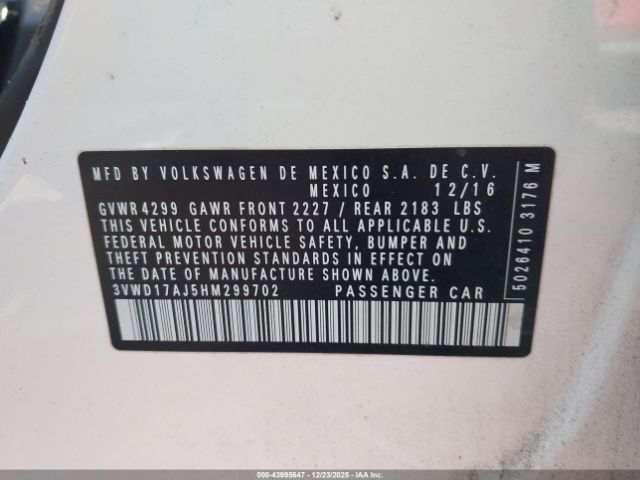 MFD BY VOLKSWAGEN DE MEXICO S.A. DE C.V.
MEXICO 12/16
GVWR 4299 GAWR FRONT 2227 / REAR 2183 LBS
THIS VEHICLE CONFORMS TO ALL APPLICABLE U.S.
FEDERAL MOTOR VEHICLE SAFETY, BUMPER AND
THEFT PREVENTION STANDARDS IN EFFECT ON
THE DATE OF MANUFACTURE SHOWN ABOVE.
3VWD17AJ5HM299702 PASSENGER CAR
5026410 3176 M
000-43995647 - 12/23/2025 - IAAI, Inc.